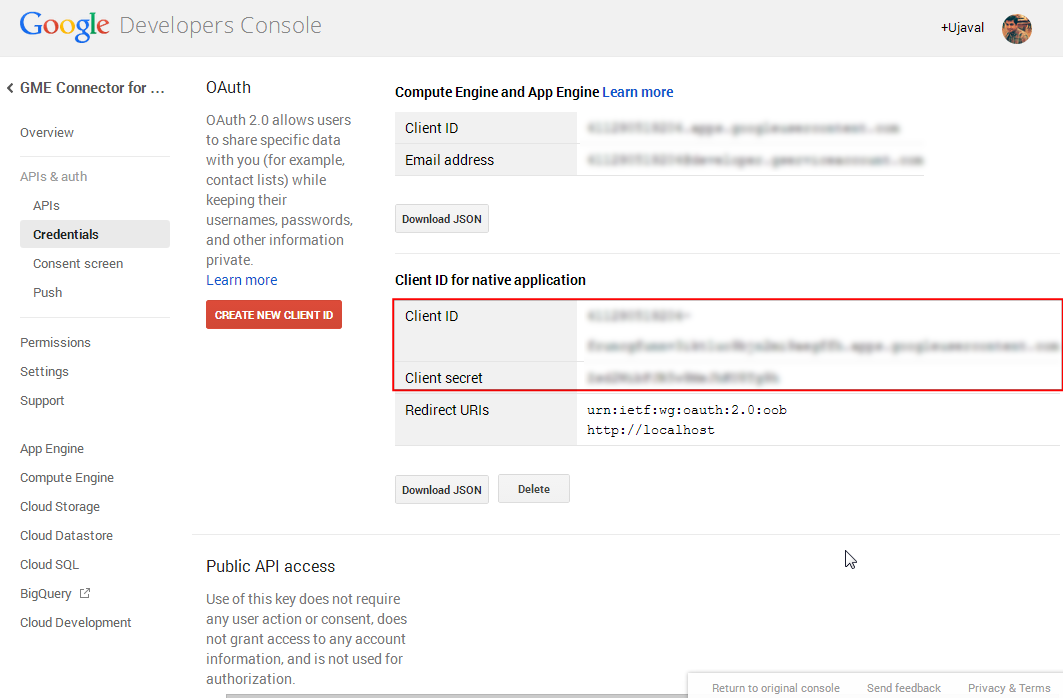 Google Developers Console
+Ujaval
GME Connector for ...
Overview
APIs & auth
APIs
Credentials
Consent screen
Push
Permissions
Settings
Support
App Engine
Compute Engine
Cloud Storage
Cloud Datastore
Cloud SQL
BigQuery
Cloud Development
OAuth
OAuth 2.0 allows users
to share specific data
with you (for example,
contact lists) while
keeping their
usernames, passwords,
and other information
private.
Learn more
CREATE NEW CLIENT ID
Compute Engine and App Engine Learn more
Client ID
Email address
Download JSON
Client ID for native application
Client ID
Client secret
Redirect URIs
urn:ietf:wg:oauth:2.0:oob
http://localhost
Download JSON
Delete
Public API access
Use of this key does not require
any user action or consent, does
not grant access to any account
information, and is not used for
authorization.
Return to original console
Send feedback
Privacy & Terms